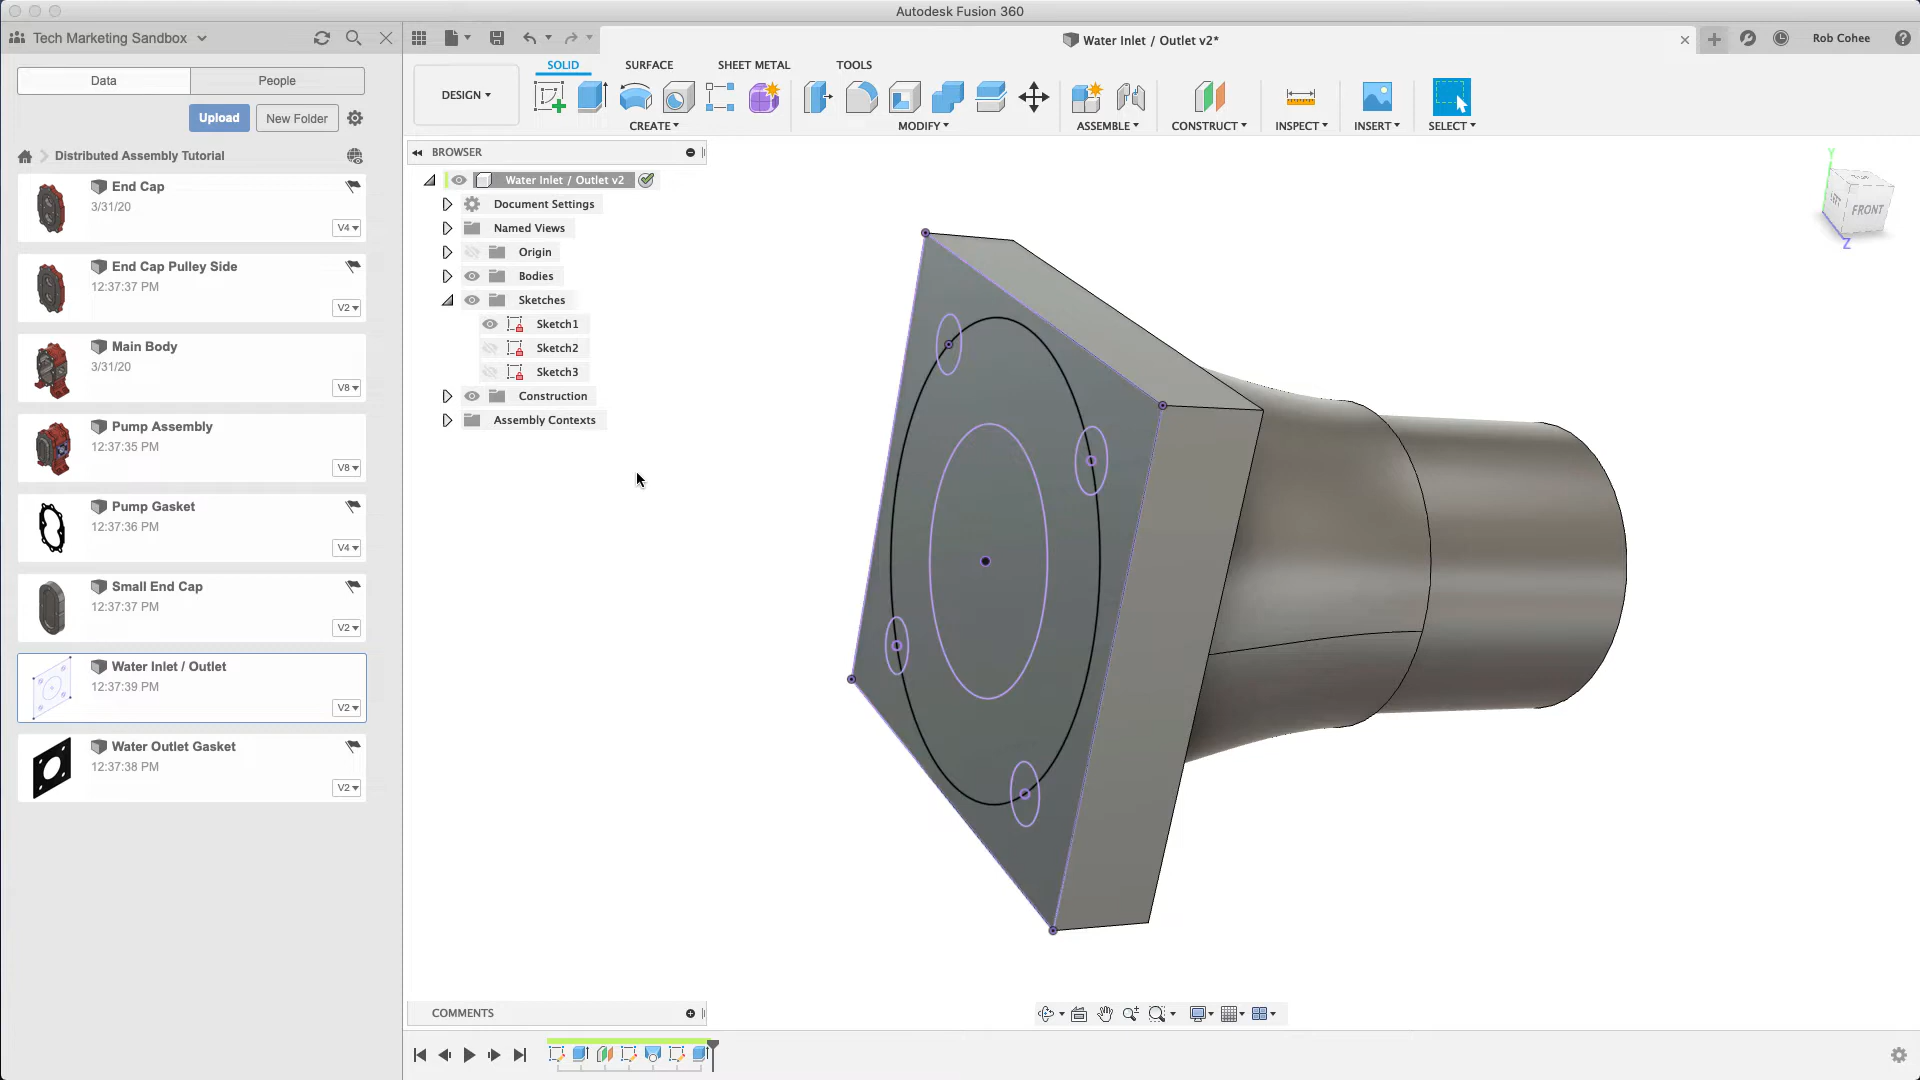 Autodesk Fusion 360
Tech Marketing Sandbox
Water Inlet / Outlet v2*
Rob Cohee
Data
People
Upload
New Folder
Distributed Assembly Tutorial
End Cap
3/31/20
V4
End Cap Pulley Side
12:37:37 PM
V2
Main Body
3/31/20
V8
Pump Assembly
12:37:35 PM
V8
Pump Gasket
12:37:36 PM
V4
Small End Cap
12:37:37 PM
V2
Water Inlet / Outlet
12:37:39 PM
V2
Water Outlet Gasket
12:37:38 PM
V2
DESIGN
SOLID
SURFACE
SHEET METAL
TOOLS
CREATE
MODIFY
ASSEMBLE
CONSTRUCT
INSPECT
INSERT
SELECT
BROWSER
Water Inlet / Outlet v2
Document Settings
Named Views
Origin
Bodies
Sketches
Sketch1
Sketch2
Sketch3
Construction
Assembly Contexts
Y
FRONT
Z
COMMENTS